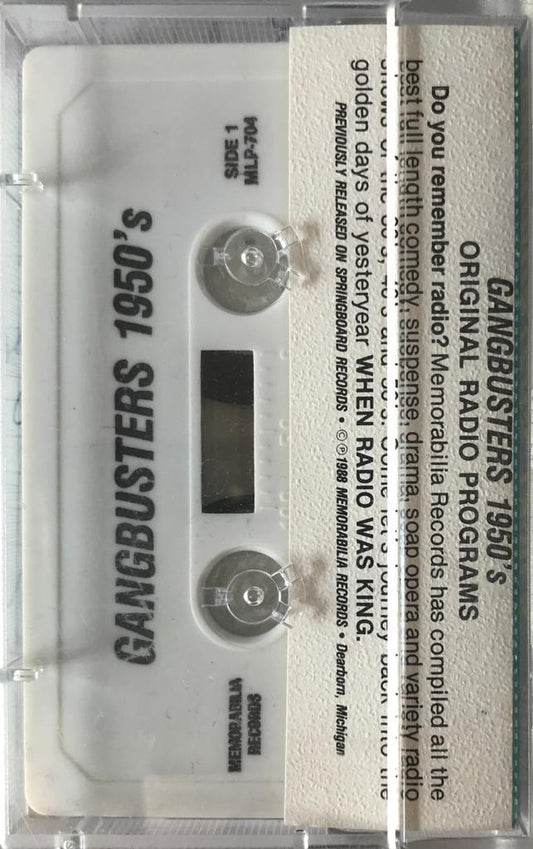 GANGBUSTERS 1950's
ORIGINAL RADIO PROGRAMS
Do you remember radio? Memorabilia Records has compiled all the
best full length comedy, suspense, drama, soap opera and variety radio
shows of the 30's, 40's and 50's. Come let's journey back into the
golden days of yesteryear WHEN RADIO WAS KING.
PREVIOUSLY RELEASED ON SPRINGBOARD RECORDS • ©℗1988 MEMORABILIA RECORDS • Dearborn, Michigan
SIDE 1
MLP-704
MEMORABILIA
RECORDS
GANGBUSTERS 1950's